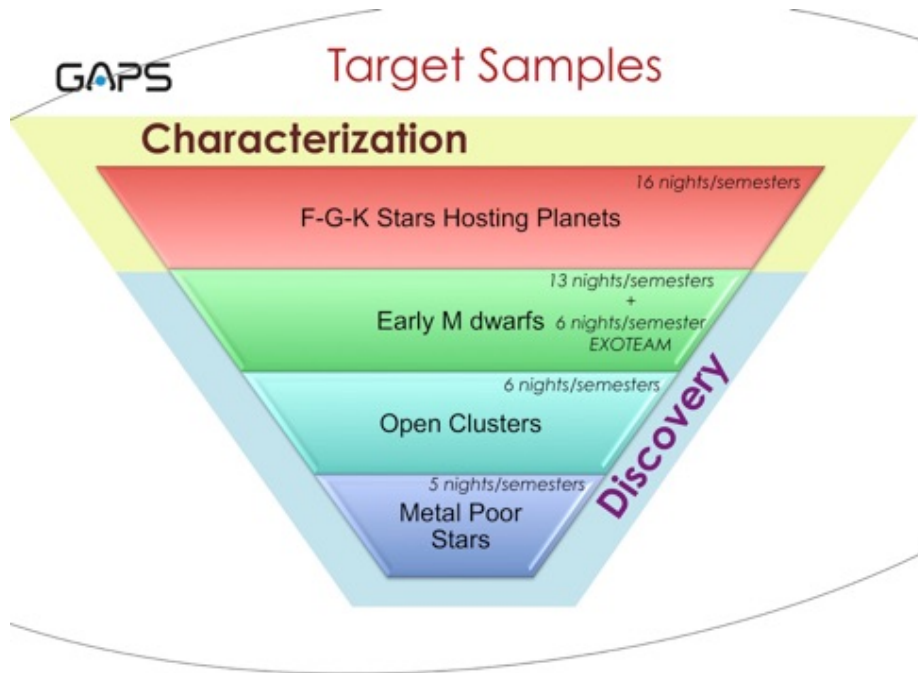 GAPS
Target Samples
Characterization
16 nights/semesters
F-G-K Stars Hosting Planets
13 nights/semesters
+
Early M dwarfs
6 nights/semester
EXOTEAM
6 nights/semesters
Open Clusters
Discovery
5 nights/semesters
Metal Poor
Stars